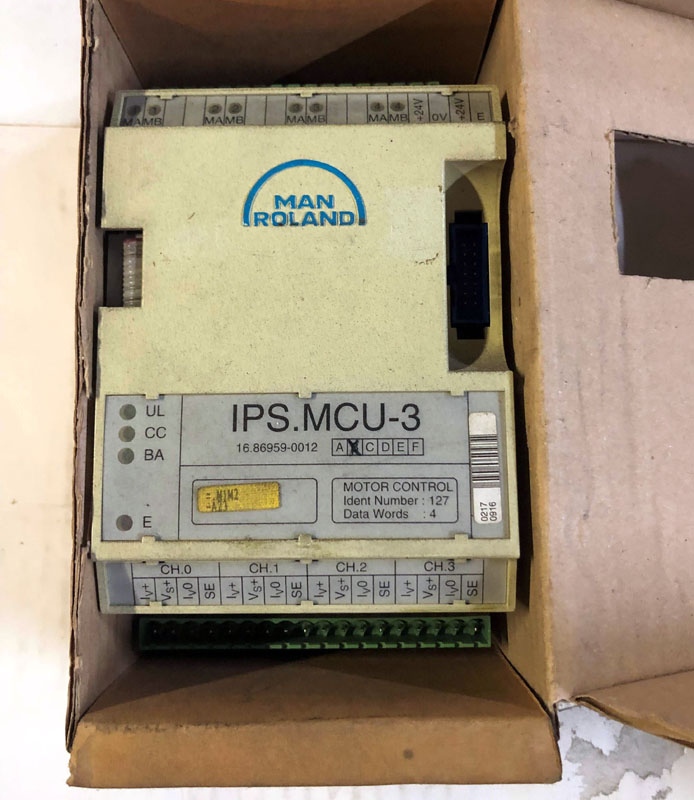 MA MB MA MB MA MB MA MB +24V 0V +24V E
MAN
ROLAND
UL
CC
BA
E
IPS.MCU-3
16.86959-0012 A B C D E F
M1M2
A21
MOTOR CONTROL
Ident Number : 127
Data Words : 4
0217
0916
CH.0 CH.1 CH.2 CH.3
IV+ VS+ IV0 SE IV+ VS+ IV0 SE IV+ VS+ IV0 SE IV+ VS+ IV0 SE